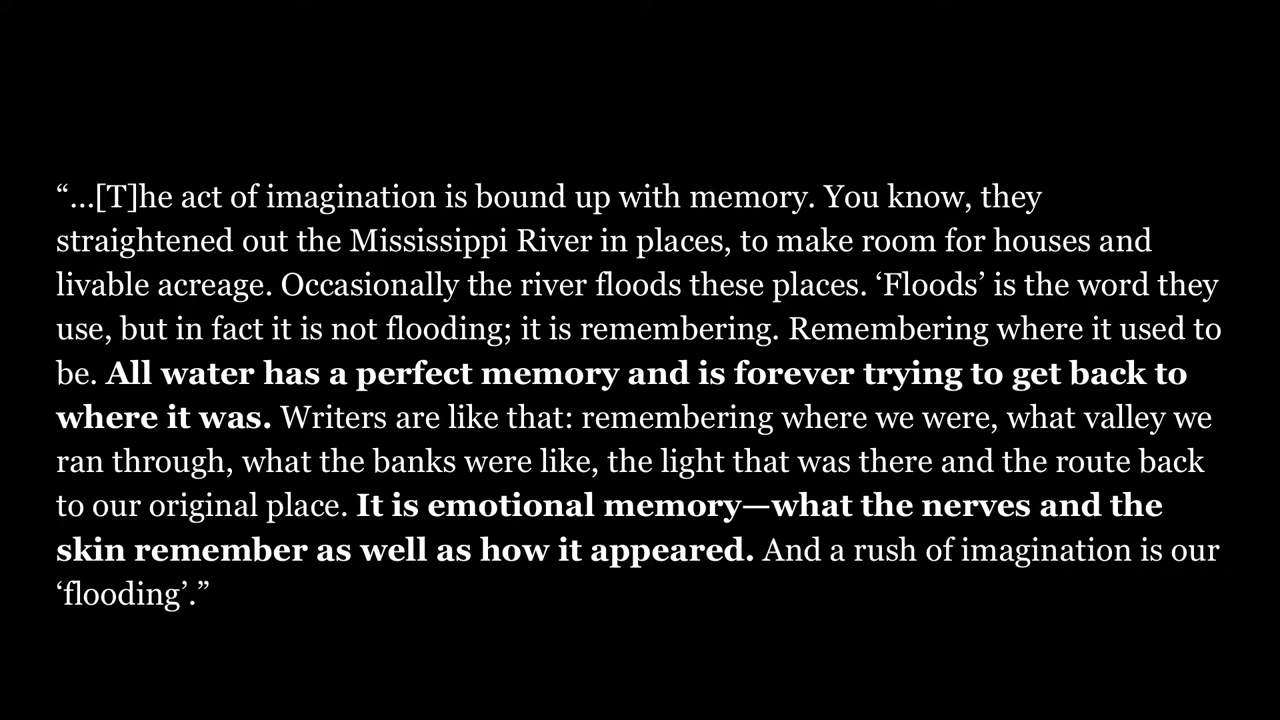 “…[T]he act of imagination is bound up with memory. You know, they
straightened out the Mississippi River in places, to make room for houses and
livable acreage. Occasionally the river floods these places. ‘Floods’ is the word they
use, but in fact it is not flooding; it is remembering. Remembering where it used to
be. All water has a perfect memory and is forever trying to get back to
where it was. Writers are like that: remembering where we were, what valley we
ran through, what the banks were like, the light that was there and the route back
to our original place. It is emotional memory—what the nerves and the
skin remember as well as how it appeared. And a rush of imagination is our
‘flooding’.”